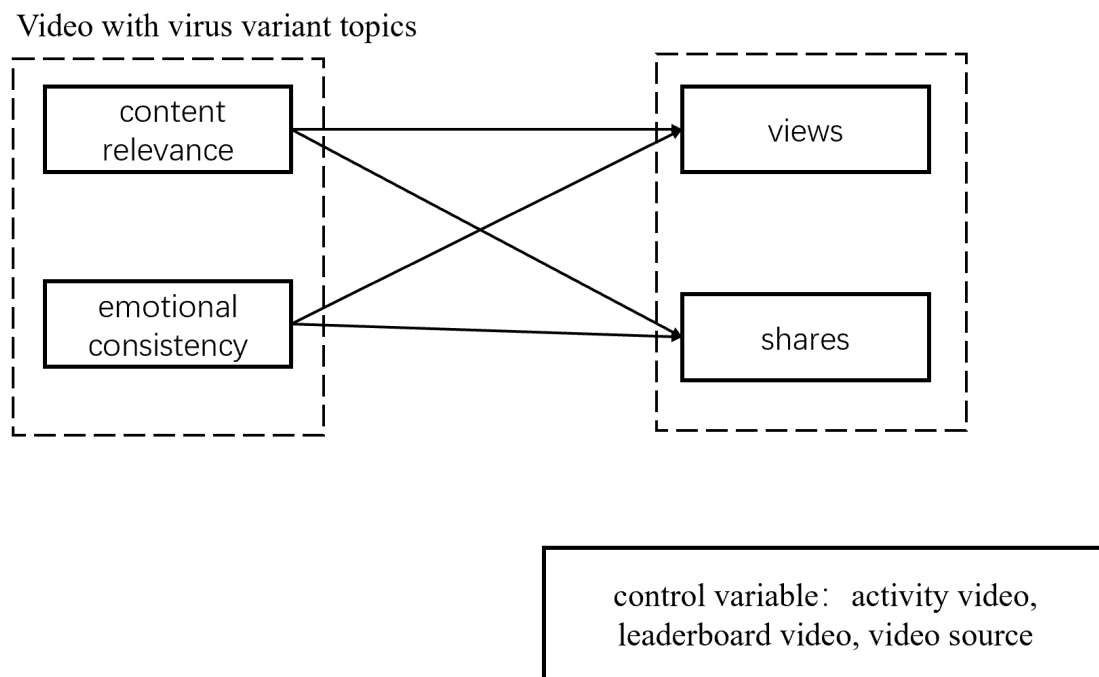 Video with virus variant topics
content
relevance
views
emotional
consistency
shares
control variable： activity video,
leaderboard video, video source